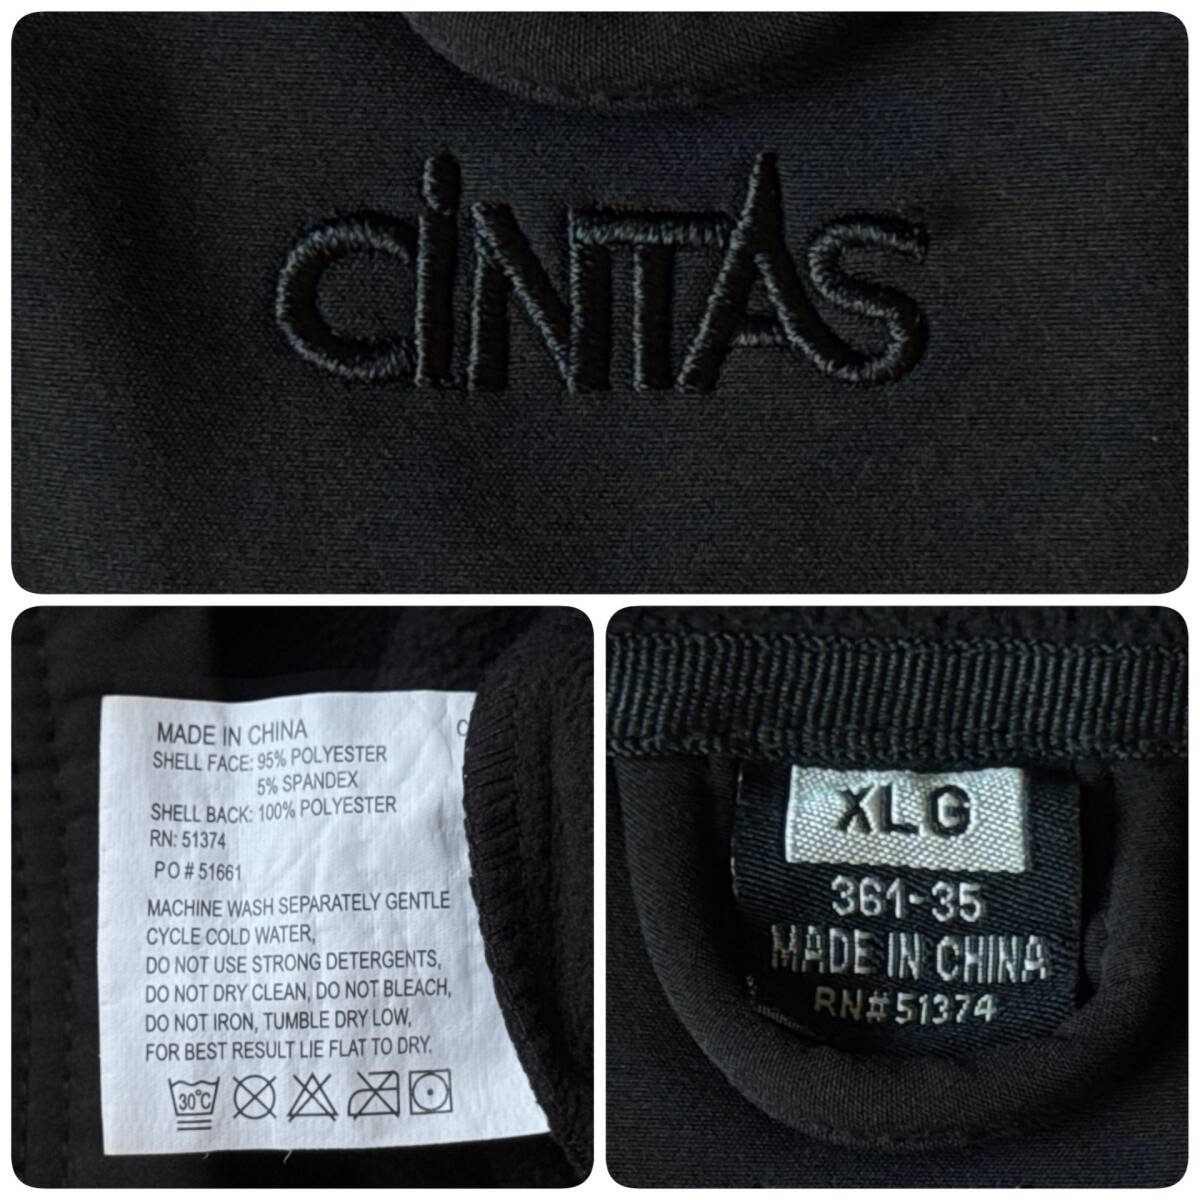 CINTAS
MADE IN CHINA
SHELL FACE: 95% POLYESTER
5% SPANDEX
SHELL BACK: 100% POLYESTER
RN: 51374
PO # 51661
MACHINE WASH SEPARATELY GENTLE
CYCLE COLD WATER,
DO NOT USE STRONG DETERGENTS,
DO NOT DRY CLEAN, DO NOT BLEACH,
DO NOT IRON, TUMBLE DRY LOW,
FOR BEST RESULT LIE FLAT TO DRY.
30°C
XLG
361-35
MADE IN CHINA
RN# 51374